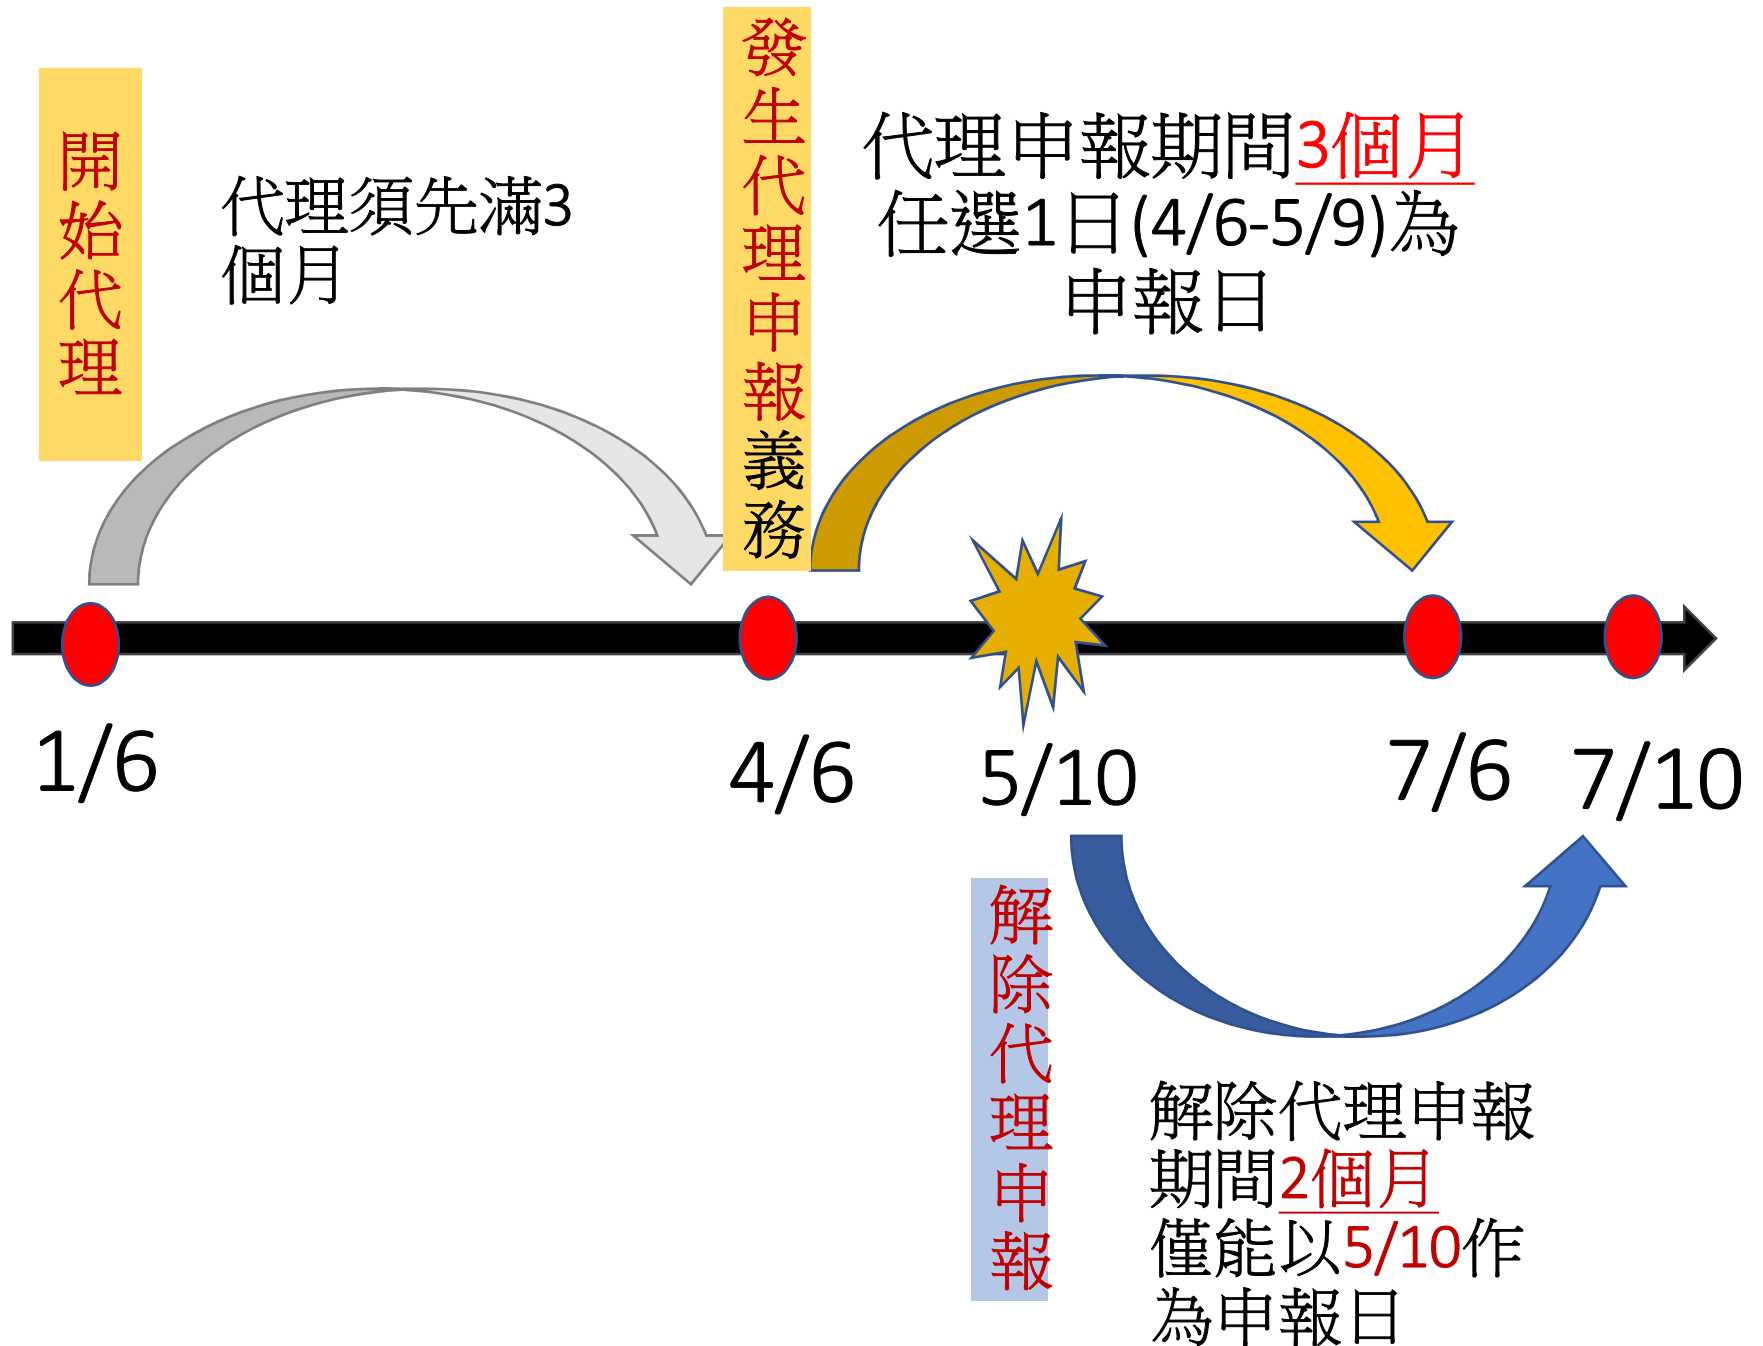 開始代理
代理須先滿3
個月
發生代理申報義務
代理申報期間3個月
任選1日(4/6-5/9)為
申報日
1/6
4/6
5/10
7/6
7/10
解除代理申報
解除代理申報
期間2個月
僅能以5/10作
為申報日